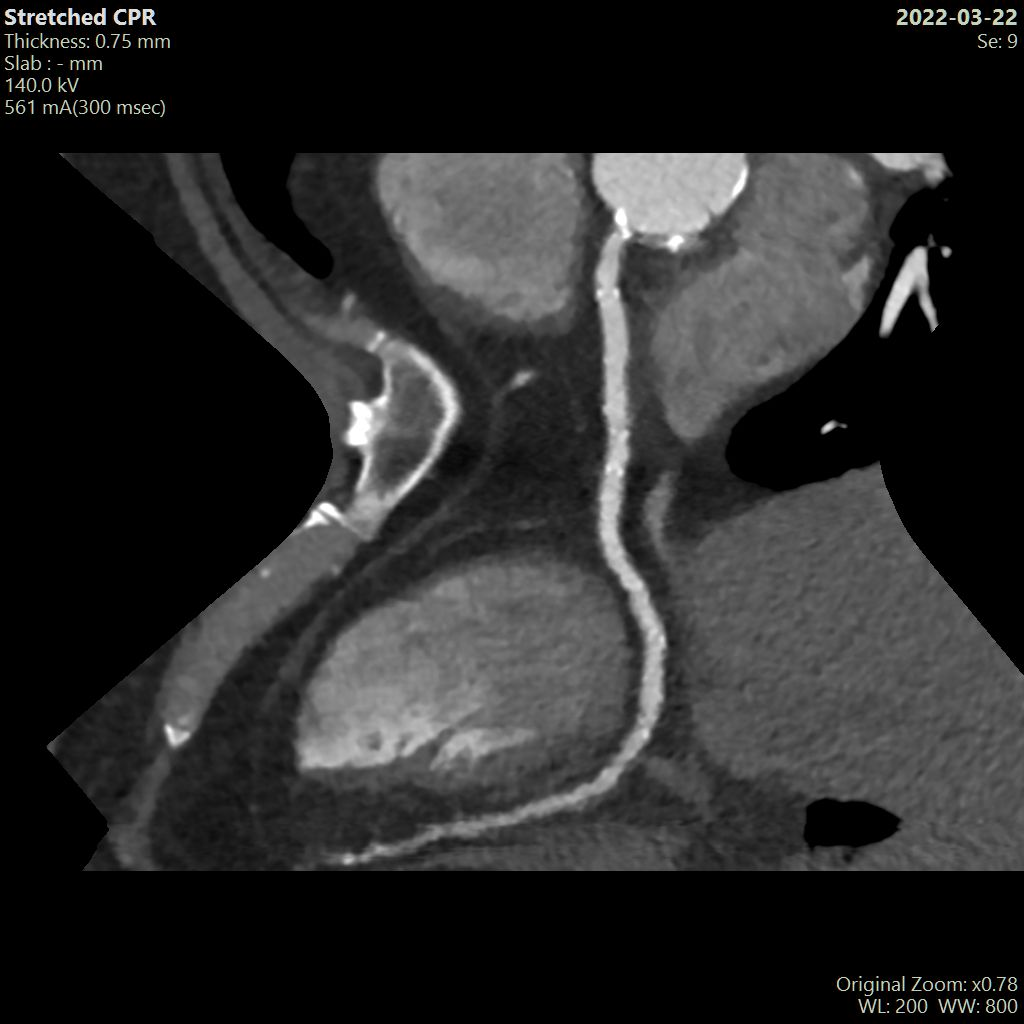 Stretched CPR
Thickness: 0.75 mm
Slab : - mm
140.0 kV
561 mA(300 msec)
2022-03-22
Se: 9
Original Zoom: x0.78
WL: 200 WW: 800